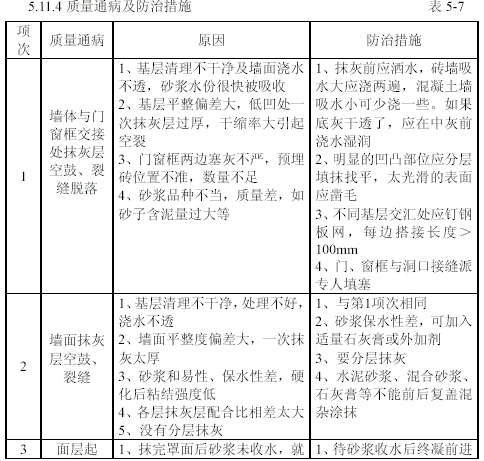 5.11.4 质量通病及防治措施 表 5-7
项次 质量通病 原因 防治措施
1
墙体与门
窗框交接
处抹灰层
空鼓、裂
缝脱落
1、基层清理不干净及墙面浇水
不透，砂浆水份很快被吸收
2、基层平整偏差大，低凹处一
次抹灰层过厚，干缩率大引起
空裂
3、门窗框两边塞灰不严，预埋
砖位置不准，数量不足
4、砂浆品种不当，质量差，如
砂子含泥量过大等
1、抹灰前应洒水，砖墙吸
水大应浇两遍，混凝土墙
吸水小可少浇一些。如果
底灰干透了，应在中灰前
浇水湿润
2、明显的凹凸部位应分层
填抹找平，太光滑的表面
应凿毛
3、不同基层交汇处应钉钢
板网，每边搭接长度＞
100mm
4、门、窗框与洞口接缝派
专人填塞
2
墙面抹灰
层空鼓、
裂缝
1、基层清理不干净，处理不好，
浇水不透
2、墙面平整度偏差大，一次抹
灰太厚
3、砂浆和易性、保水性差，硬
化后粘结强度低
4、各层抹灰层配合比相差太大
5、没有分层抹灰
1、与第1项次相同
2、砂浆保水性差，可加入
适量石灰膏或外加剂
3、要分层抹灰
4、水泥砂浆、混合砂浆、
石灰膏等不能前后复盖混
杂涂抹
3 面层起 1、抹完罩面后砂浆未收水，就 1、待砂浆收水后终凝前进